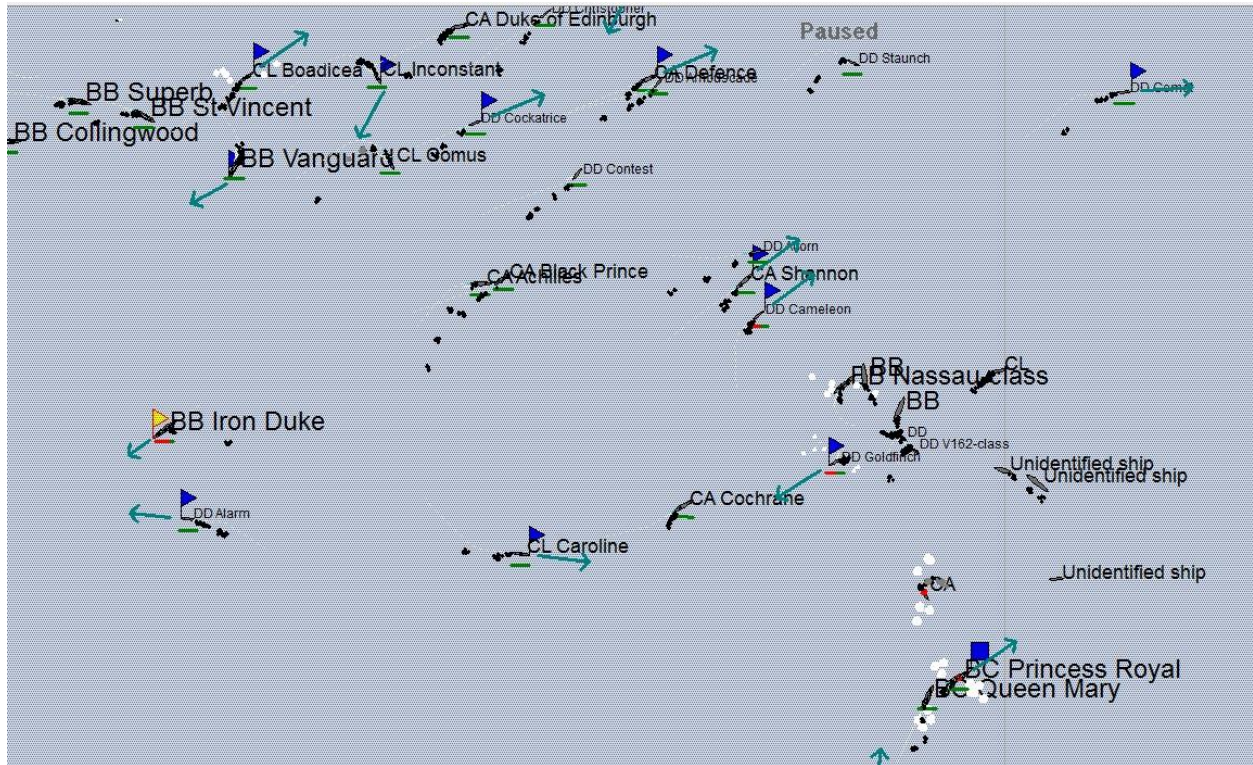 DD Christopher
CA Duke of Edinburgh
Paused
CL Boadicea
CL Inconstant
CA Defence
DD Staunch
BB Superb
BB St Vincent
DD Cockatrice
BB Collingwood
BB Vanguard
CL Comus
DD Contest
DD Acorn
CA Black Prince
CA Achilles
CA Shannon
DD Cameleon
BB
CL
BB Nassau-class
BB
BB Iron Duke
DD
DD V162-class
DD Goldfinch
Unidentified ship
Unidentified ship
CA Cochrane
DD Alarm
CL Caroline
Unidentified ship
CA
BC Princess Royal
BC Queen Mary